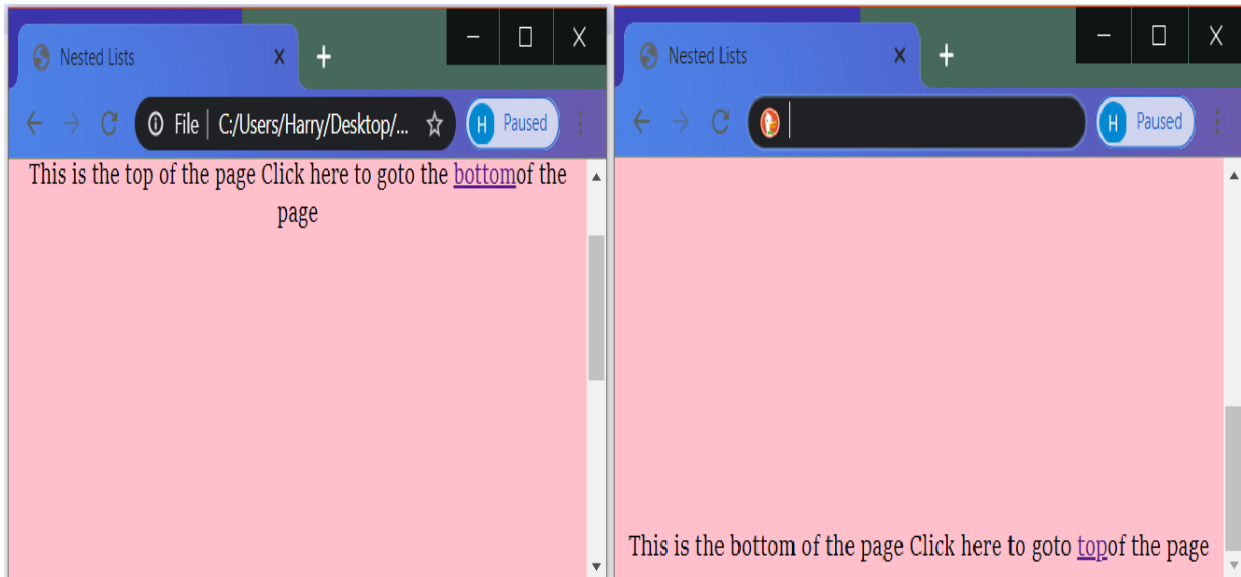 Nested Lists
File | C:/Users/Harry/Desktop/...
H Paused
This is the top of the page Click here to goto the bottomof the
page
Nested Lists
H Paused
This is the bottom of the page Click here to goto topof the page